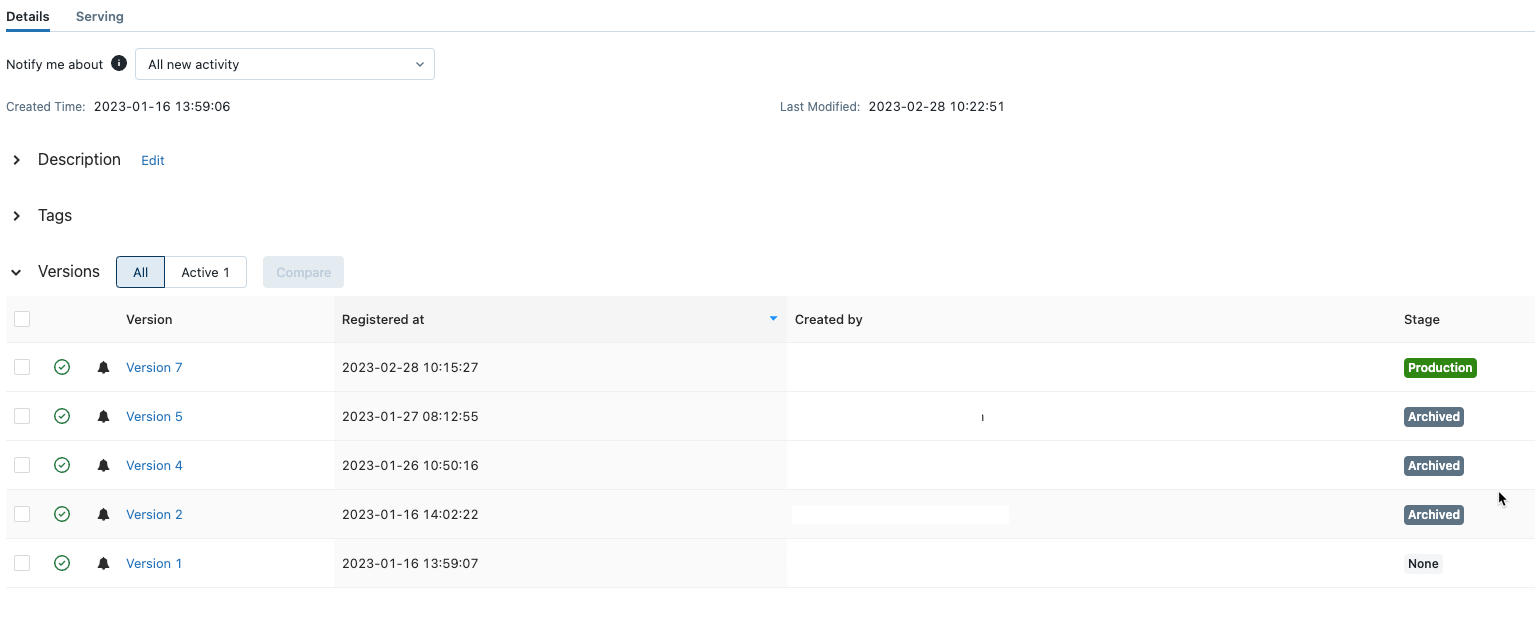 Details Serving
Notify me about All new activity
Created Time: 2023-01-16 13:59:06 Last Modified: 2023-02-28 10:22:51
Description Edit
Tags
Versions All Active 1 Compare
Version Registered at Created by Stage
Version 7 2023-02-28 10:15:27 Production
Version 5 2023-01-27 08:12:55 Archived
Version 4 2023-01-26 10:50:16 Archived
Version 2 2023-01-16 14:02:22 Archived
Version 1 2023-01-16 13:59:07 None